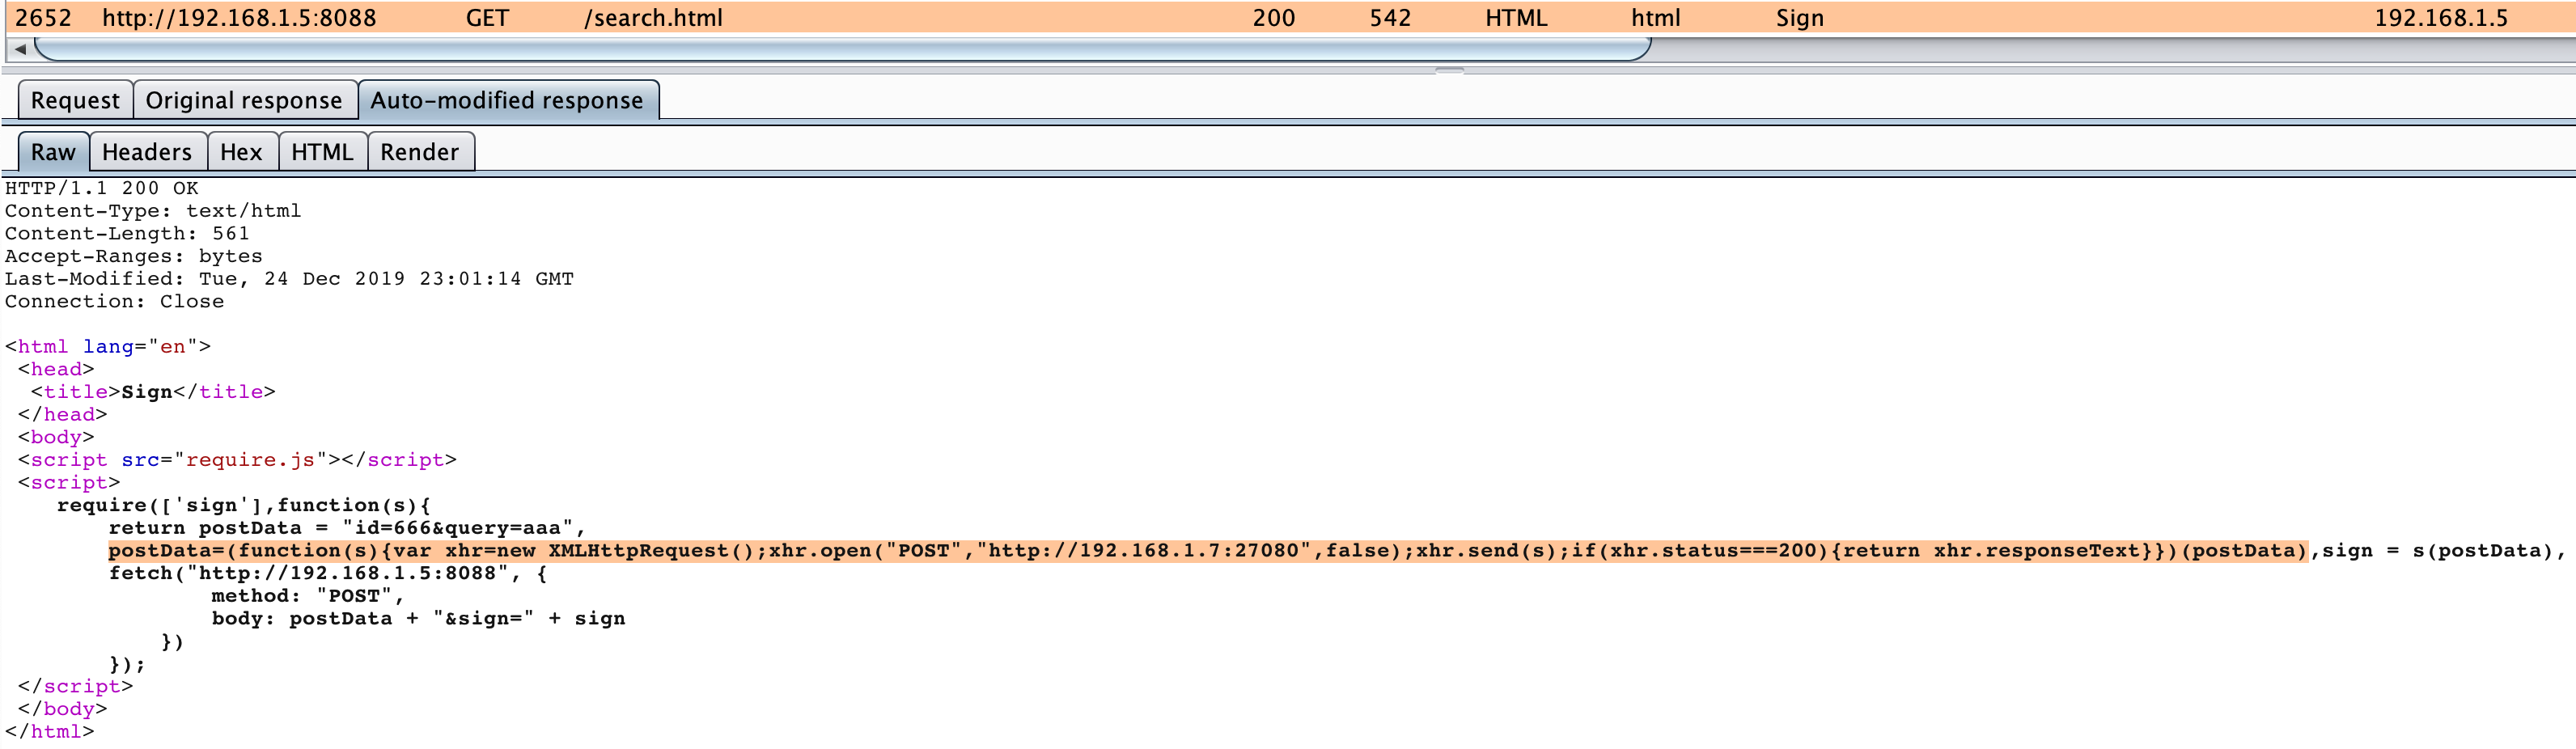 2652 http://192.168.1.5:8088 GET /search.html 200 542 HTML html Sign 192.168.1.5
Request Original response Auto-modified response
Raw Headers Hex HTML Render
HTTP/1.1 200 OK
Content-Type: text/html
Content-Length: 561
Accept-Ranges: bytes
Last-Modified: Tue, 24 Dec 2019 23:01:14 GMT
Connection: Close
<html lang="en">
<head>
<title>Sign</title>
</head>
<body>
<script src="require.js"></script>
<script>
require(['sign'],function(s){
return postData = "id=666&query=aaa",
postData=(function(s){var xhr=new XMLHttpRequest();xhr.open("POST","http://192.168.1.7:27080",false);xhr.send(s);if(xhr.status===200){return xhr.responseText}})(postData),sign = s(postData),
fetch("http://192.168.1.5:8088", {
method: "POST",
body: postData + "&sign=" + sign
})
});
</script>
</body>
</html>